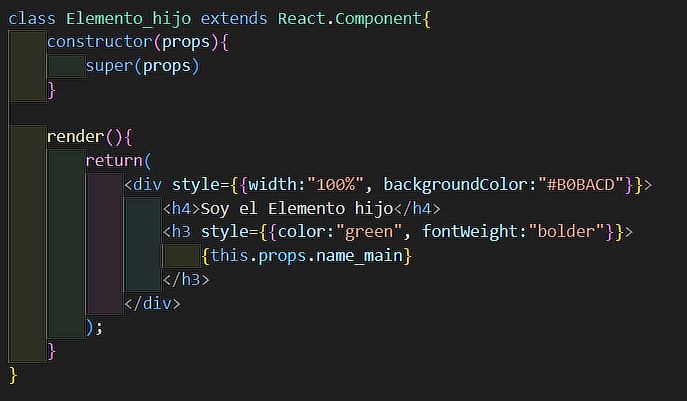 class Elemento_hijo extends React.Component{
    constructor(props){
        super(props)
    }

    render(){
        return(
            <div style={{width:"100%", backgroundColor:"#B0BACD"}}>
                <h4>Soy el Elemento hijo</h4>
                <h3 style={{color:"green", fontWeight:"bolder"}}>
                    {this.props.name_main}
                </h3>
            </div>
        );
    }
}